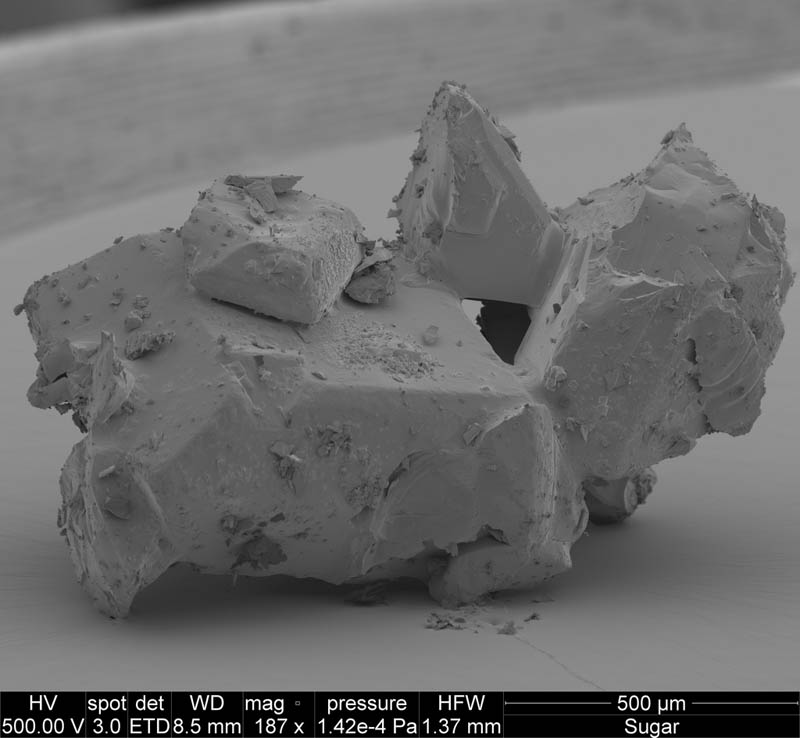 HV spot det WD mag □ pressure HFW 500 µm
500.00 V 3.0 ETD 8.5 mm 187 x 1.42e-4 Pa 1.37 mm Sugar